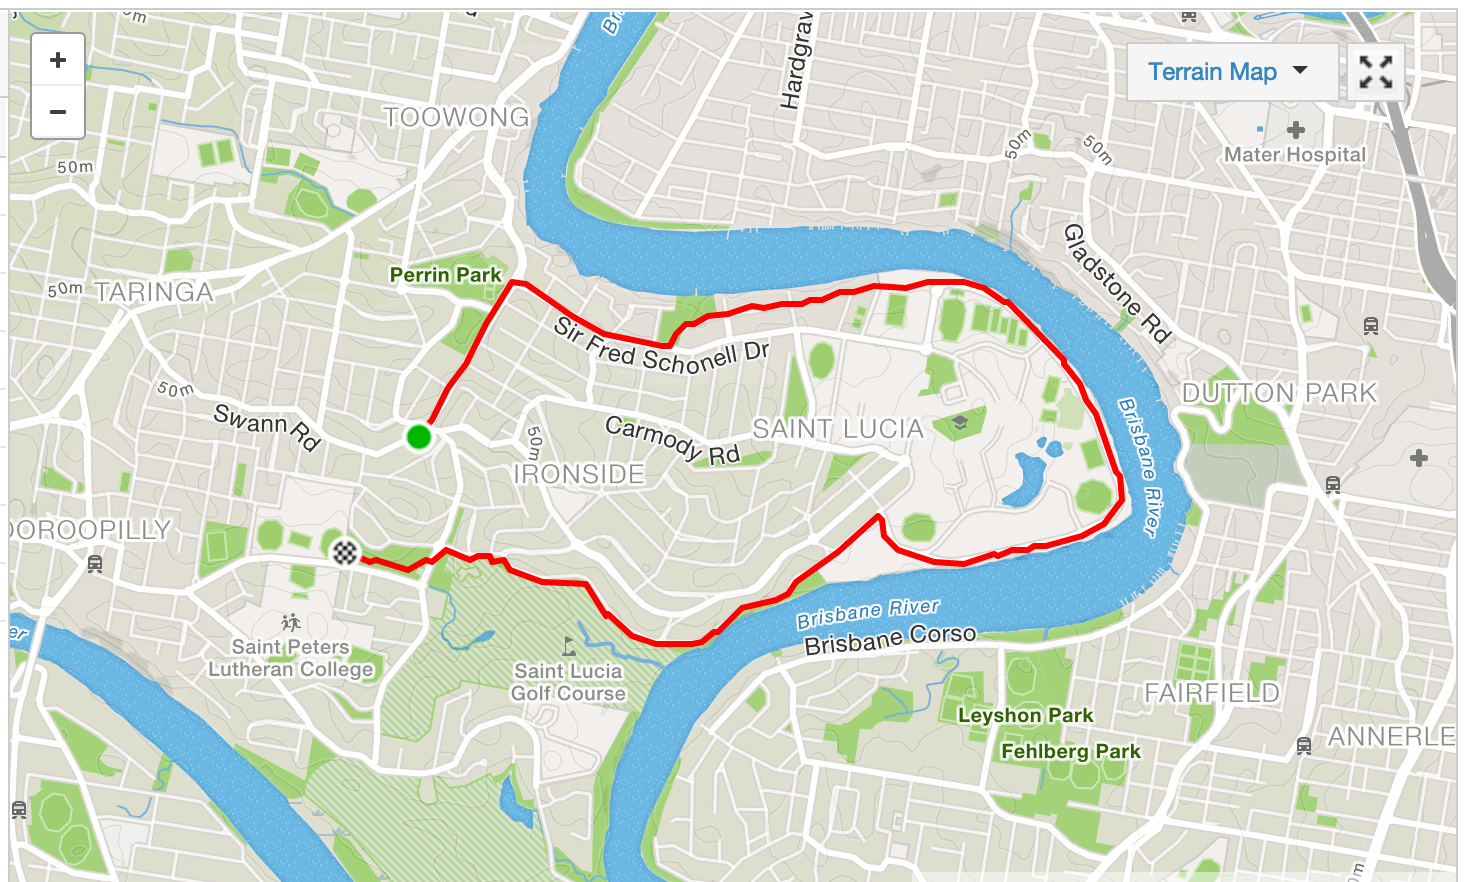 +
−
Terrain Map
Hardgrav
TOOWONG
50m
50m
50m
Mater Hospital
Gladstone Rd
Perrin Park
TARINGA
50m
Sir Fred Schonell Dr
50m
Swann Rd
DUTTON PARK
Carmody Rd
SAINT LUCIA
50m
IRONSIDE
Brisbane River
OOROOPILLY
Brisbane River
Brisbane Corso
er
Saint Peters
Lutheran College
Saint Lucia
Golf Course
FAIRFIELD
Leyshon Park
Fehlberg Park
ANNERLE